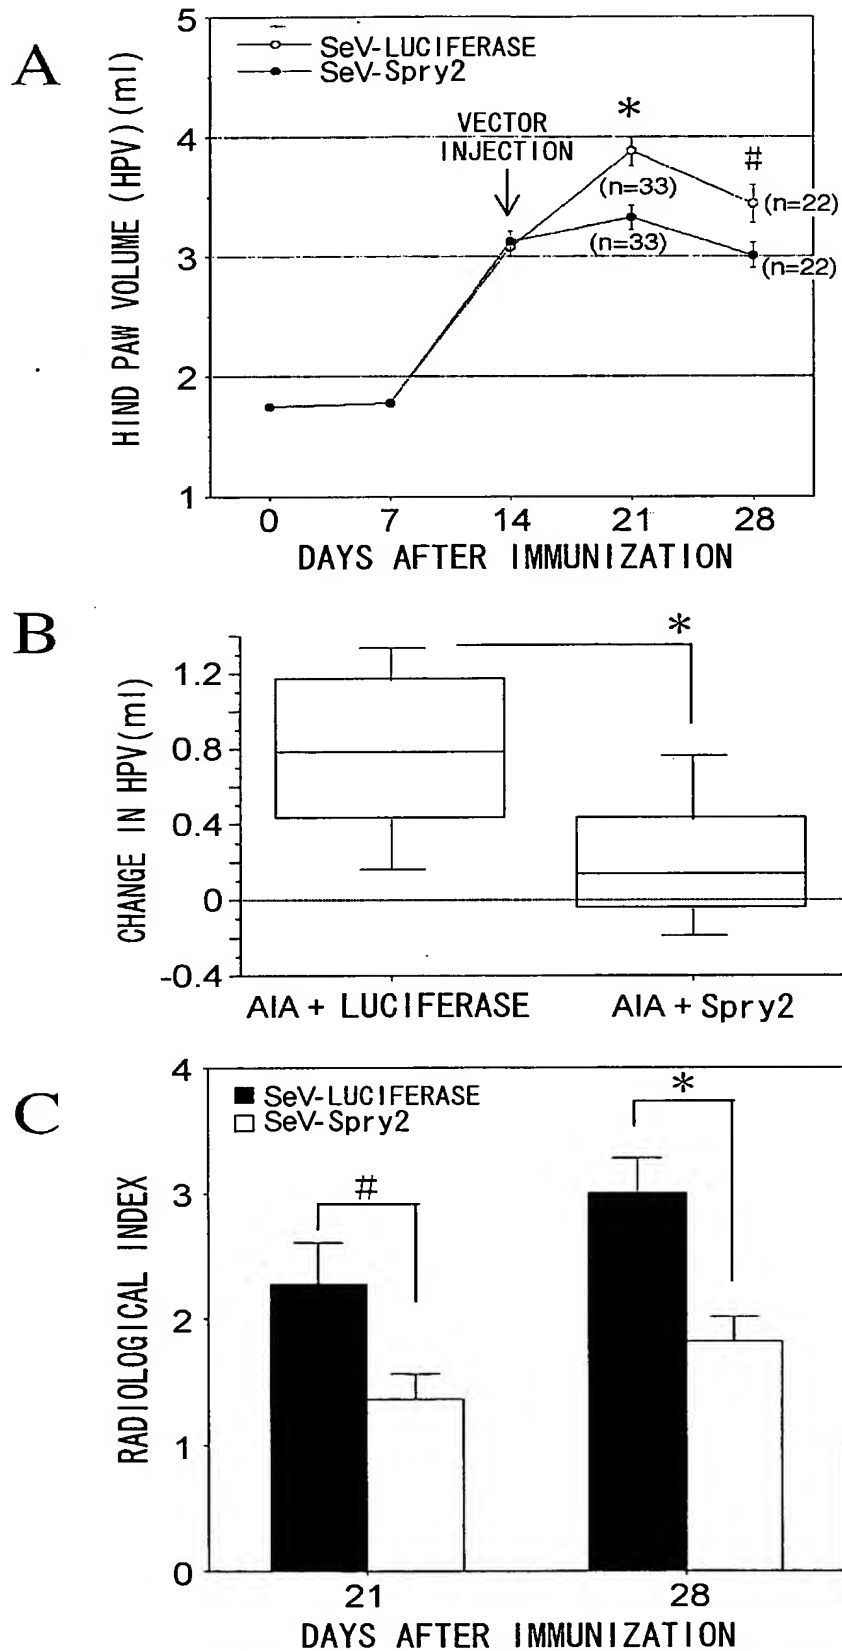 A
HIND PAW VOLUME (HPV)(ml)
5
4
3
2
1
SeV-LUCIFERASE
SeV-Spry2
VECTOR
INJECTION
*
#
(n=33)
(n=22)
(n=33)
(n=22)
0 7 14 21 28
DAYS AFTER IMMUNIZATION
B
CHANGE IN HPV(ml)
1.2
0.8
0.4
0
-0.4
*
AIA + LUCIFERASE AIA + Spry2
C
RADIOLOGICAL INDEX
4
3
2
1
0
SeV-LUCIFERASE
SeV-Spry2
#
*
21 28
DAYS AFTER IMMUNIZATION